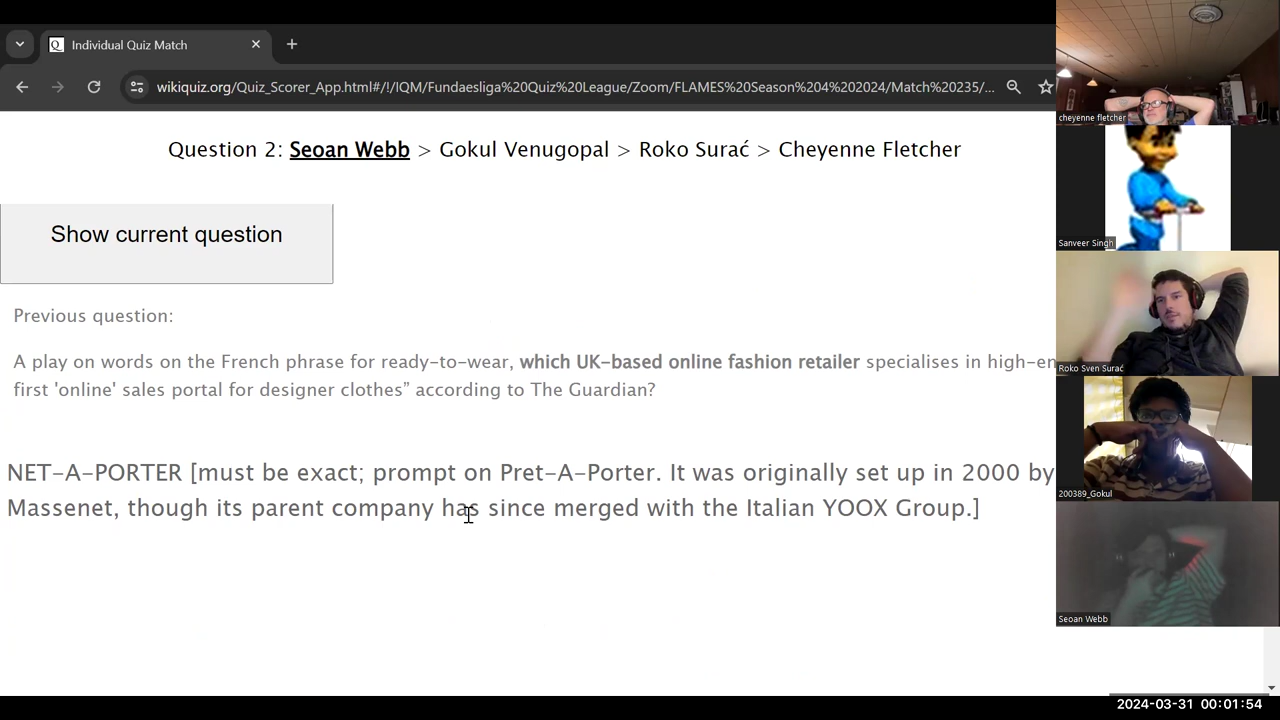 Individual Quiz Match
wikiquiz.org/Quiz_Scorer_App.html#/!/IQM/Fundaesliga%20Quiz%20League/Zoom/FLAMES%20Season%204%202024/Match%20235/...
Question 2: Seoan Webb > Gokul Venugopal > Roko Surać > Cheyenne Fletcher
Show current question
Previous question:
A play on words on the French phrase for ready-to-wear, which UK-based online fashion retailer specialises in high-en
first 'online' sales portal for designer clothes” according to The Guardian?
NET-A-PORTER [must be exact; prompt on Pret-A-Porter. It was originally set up in 2000 by
Massenet, though its parent company has since merged with the Italian YOOX Group.]
cheyenne fletcher
Sanveer Singh
Roko Sven Surać
200389_Gokul
Seoan Webb
2024-03-31 00:01:54